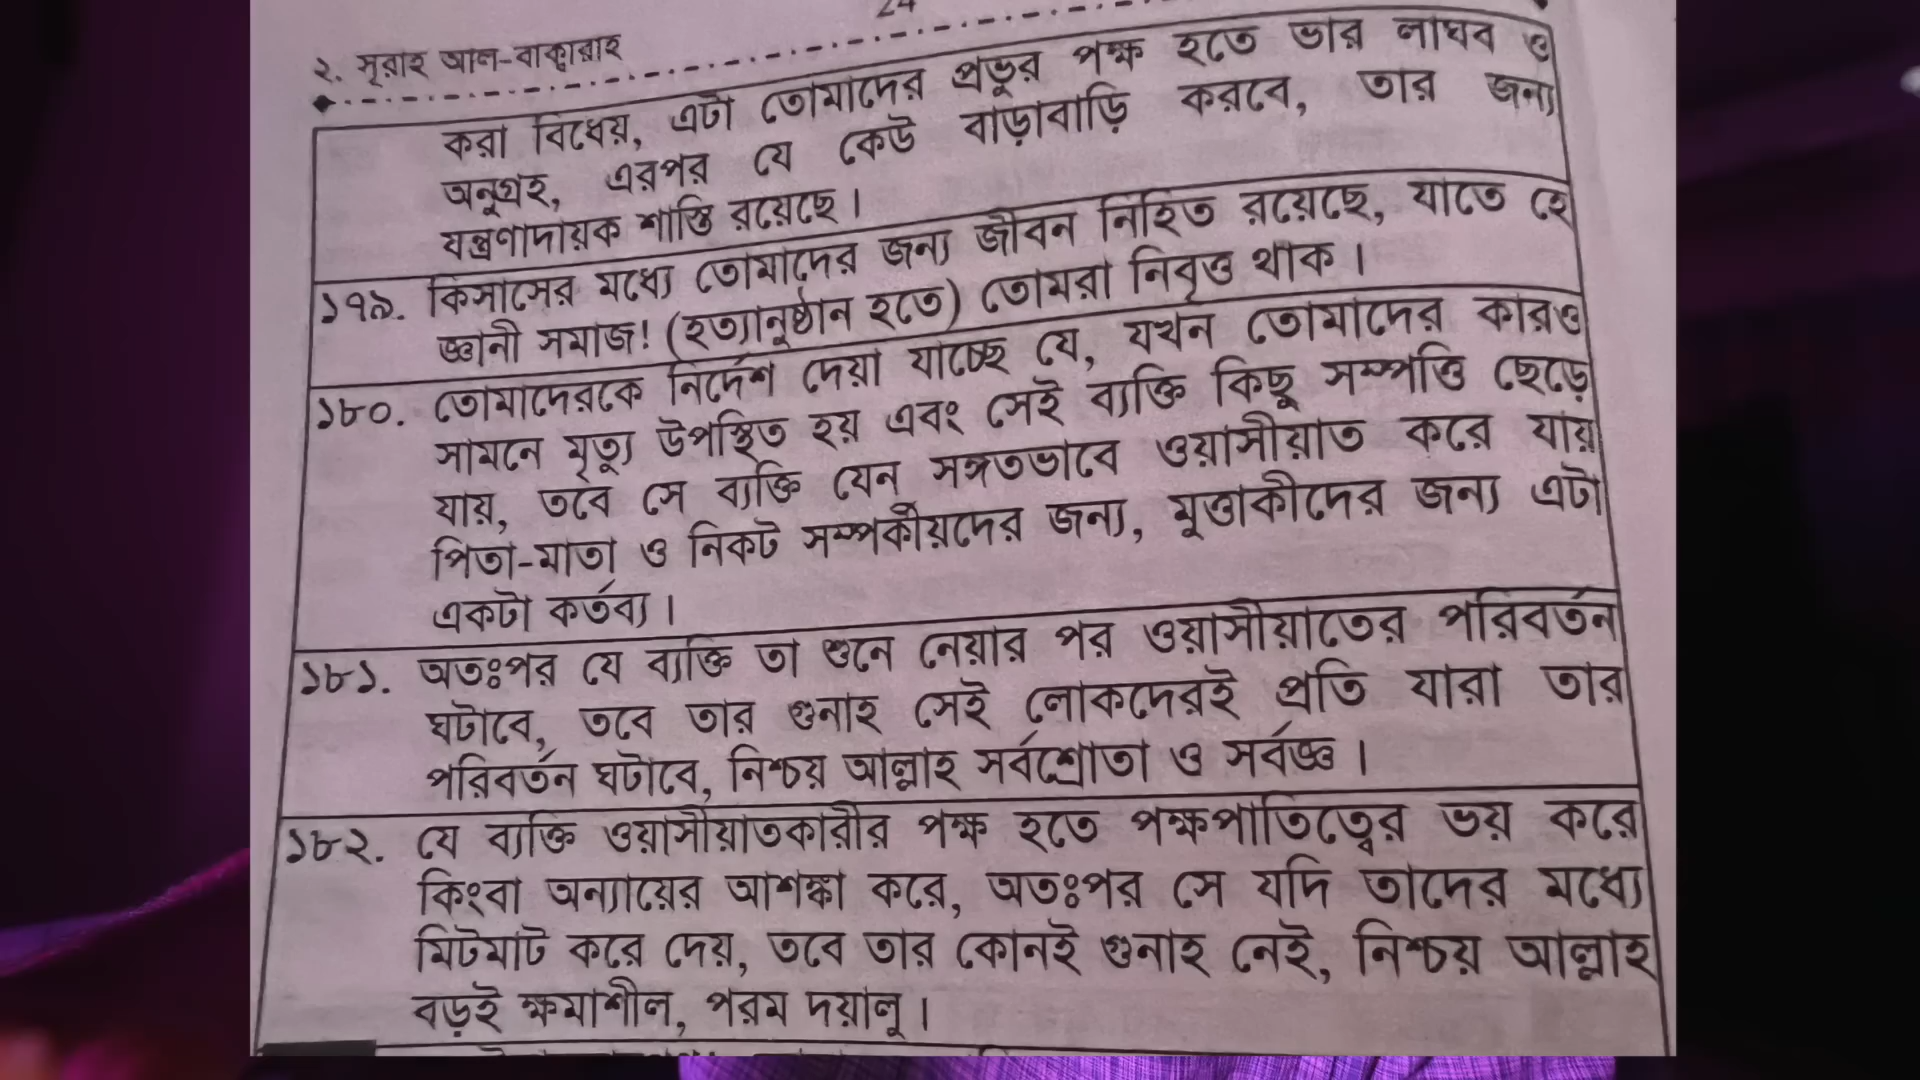 ২. সূরাহ আল-বাক্বারাহ
করা বিধেয়, এটা তোমাদের প্রভুর পক্ষ হতে ভার লাঘব ও
অনুগ্রহ, এরপর যে কেউ বাড়াবাড়ি করবে, তার জন্য
যন্ত্রণাদায়ক শাস্তি রয়েছে।
১৭৯. কিসাসের মধ্যে তোমাদের জন্য জীবন নিহিত রয়েছে, যাতে হে
জ্ঞানী সমাজ! (হত্যানুষ্ঠান হতে) তোমরা নিবৃত্ত থাক।
১৮০. তোমাদেরকে নির্দেশ দেয়া যাচ্ছে যে, যখন তোমাদের কারও
সামনে মৃত্যু উপস্থিত হয় এবং সেই ব্যক্তি কিছু সম্পত্তি ছেড়ে
যায়, তবে সে ব্যক্তি যেন সঙ্গতভাবে ওয়াসীয়াত করে যায়
পিতা-মাতা ও নিকট সম্পর্কীয়দের জন্য, মুত্তাকীদের জন্য এটা
একটা কর্তব্য।
১৮১. অতঃপর যে ব্যক্তি তা শুনে নেয়ার পর ওয়াসীয়াতের পরিবর্তন
ঘটাবে, তবে তার গুনাহ সেই লোকদেরই প্রতি যারা তার
পরিবর্তন ঘটাবে, নিশ্চয় আল্লাহ সর্বশ্রোতা ও সর্বজ্ঞ।
১৮২. যে ব্যক্তি ওয়াসীয়াতকারীর পক্ষ হতে পক্ষপাতিত্বের ভয় করে
কিংবা অন্যায়ের আশঙ্কা করে, অতঃপর সে যদি তাদের মধ্যে
মিটমাট করে দেয়, তবে তার কোনই গুনাহ নেই, নিশ্চয় আল্লাহ
বড়ই ক্ষমাশীল, পরম দয়ালু।